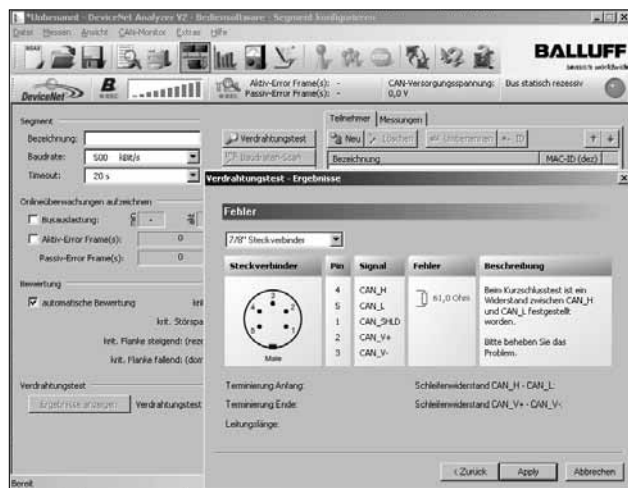 *Unbenannt - DeviceNet Analyzer V2 - Bediensoftware - Segment konfigurieren
Datei Messen Ansicht CAN-Monitor Extras Hilfe
BALLUFF
sensors worldwide
DeviceNet
Aktiv-Error Frame(s): -
Passiv-Error Frame(s): -
CAN-Versorgungsspannung:
0,0 V
Bus statisch rezessiv
Segment
Bezeichnung:
Baudrate: 500 kBit/s
Timeout: 20 s
Verdrahtungstest
Baudraten-Scan
Teilnehmer Messungen
Neu Löschen Umbenennen ID
Bezeichnung MAC-ID (dez)
Onlineüberwachungen aufzeichnen
Busauslastung: - %
Aktiv-Error Frame(s): 0
Passiv-Error Frame(s): 0
Bewertung
automatische Bewertung
krit. Störspa
krit. Flanke steigend: (reze
krit. Flanke fallend: (dom
Verdrahtungstest
Ergebnisse anzeigen Verdrahtungstest
Bereit
Verdrahtungstest - Ergebnisse
Fehler
7/8" Steckverbinder
Steckverbinder Pin Signal Fehler Beschreibung
4 CAN_H
5 CAN_L
1 CAN_SHLD
2 CAN_V+
3 CAN_V-
Male
61,0 Ohm
Beim Kurzschlusstest ist ein
Widerstand zwischen CAN_H
und CAN_L festgestellt
worden.
Bitte beheben Sie das
Problem.
Terminierung Anfang: Schleifenwiderstand CAN_H - CAN_L:
Terminierung Ende: Schleifenwiderstand CAN_V+ - CAN_V-:
Leitungslänge:
< Zurück Apply Abbrechen